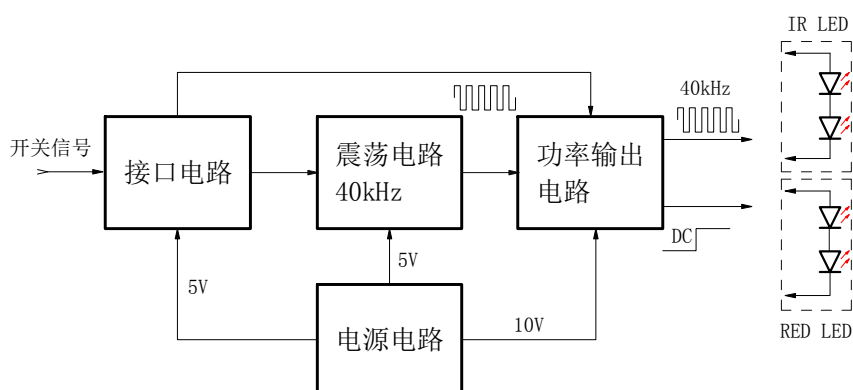 IR LED
40kHz
开关信号
接口电路
震荡电路
40kHz
功率输出
电路
DC
5V
5V
10V
电源电路
RED LED